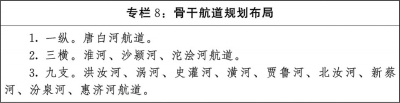 专栏 8：骨干航道规划布局
1. 一纵。唐白河航道。
2. 三横。淮河、沙颍河、沱浍河航道。
3. 九支。洪汝河、涡河、史灌河、潢河、贾鲁河、北汝河、新蔡
河、汾泉河、惠济河航道。